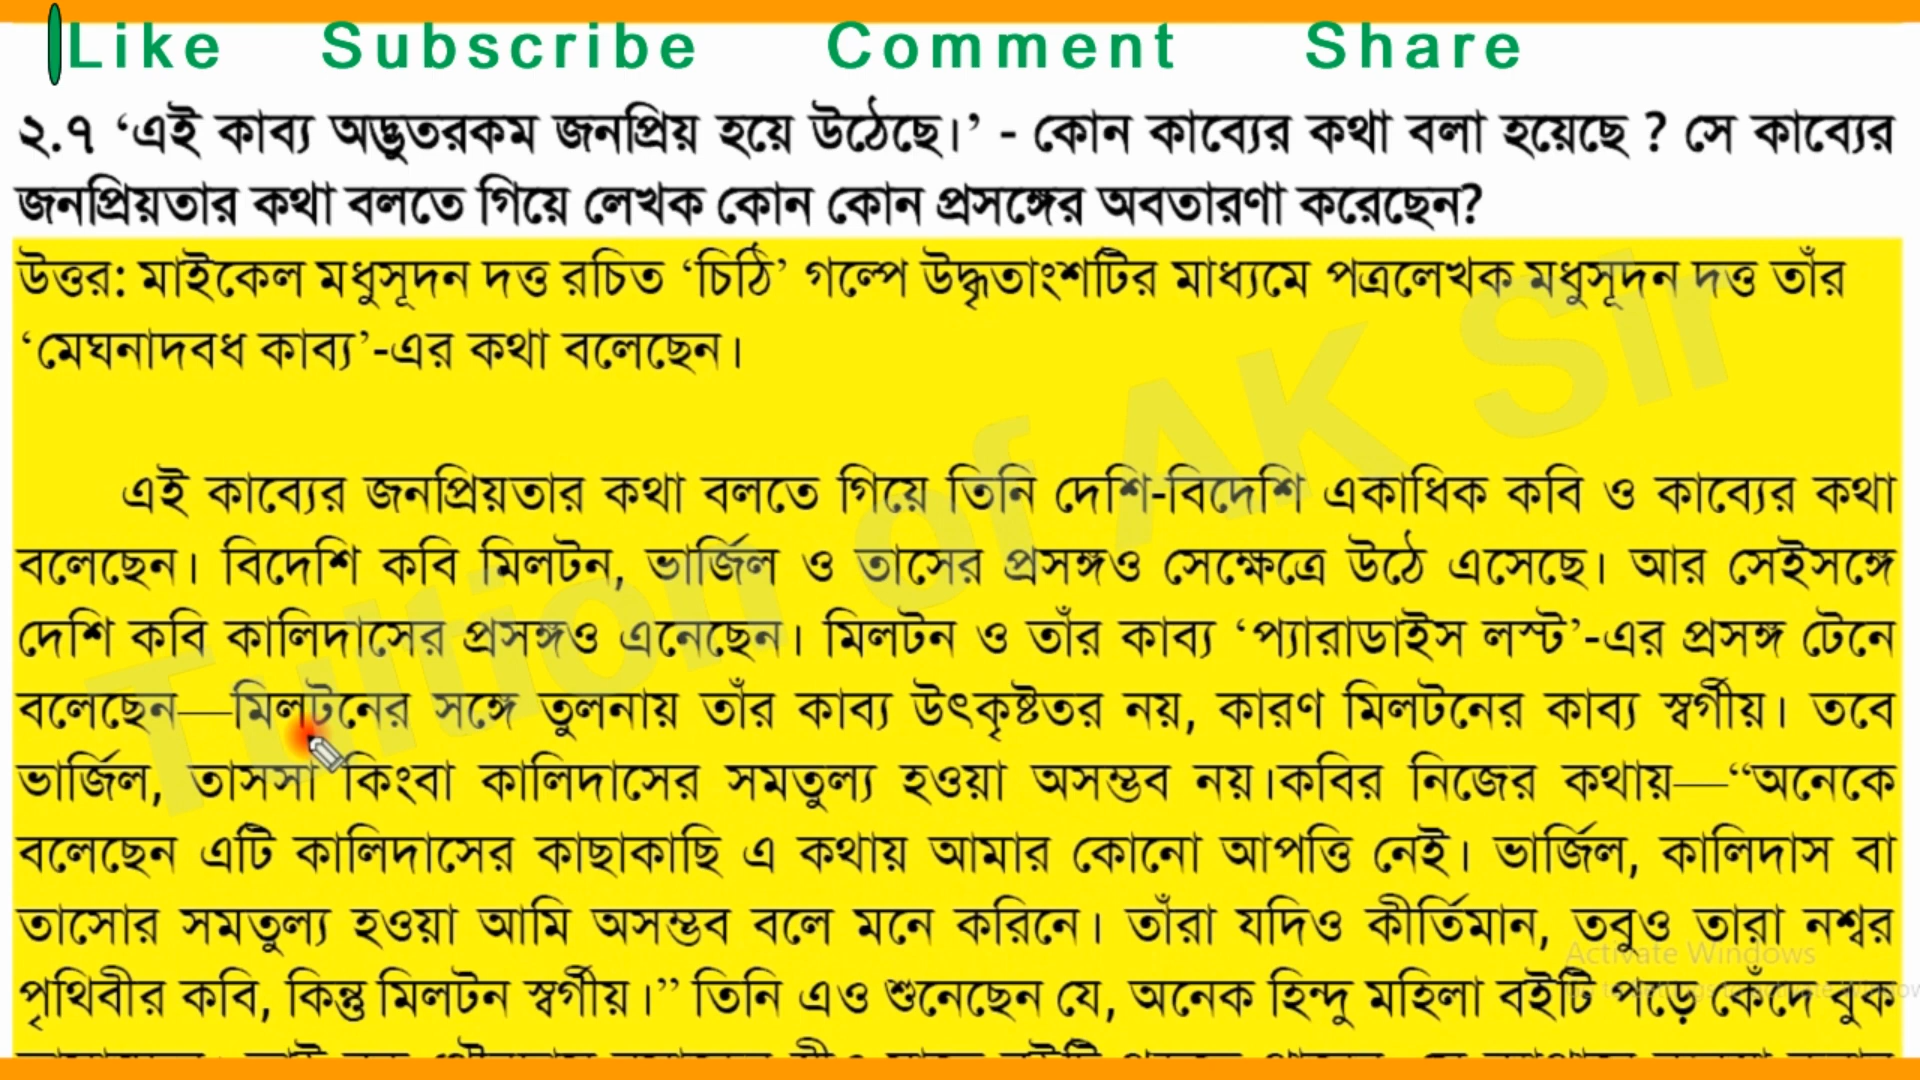 Like Subscribe Comment Share
২.৭ ‘এই কাব্য অদ্ভুতরকম জনপ্রিয় হয়ে উঠেছে।’ - কোন কাব্যের কথা বলা হয়েছে ? সে কাব্যের
জনপ্রিয়তার কথা বলতে গিয়ে লেখক কোন কোন প্রসঙ্গের অবতারণা করেছেন?
উত্তর: মাইকেল মধুসূদন দত্ত রচিত ‘চিঠি’ গল্পে উদ্ধৃতাংশটির মাধ্যমে পত্রলেখক মধুসূদন দত্ত তাঁর
‘মেঘনাদবধ কাব্য’-এর কথা বলেছেন।
এই কাব্যের জনপ্রিয়তার কথা বলতে গিয়ে তিনি দেশি-বিদেশি একাধিক কবি ও কাব্যের কথা
বলেছেন। বিদেশি কবি মিলটন, ভার্জিল ও তাসের প্রসঙ্গও সেক্ষেত্রে উঠে এসেছে। আর সেইসঙ্গে
দেশি কবি কালিদাসের প্রসঙ্গও এনেছেন। মিলটন ও তাঁর কাব্য ‘প্যারাডাইস লস্ট’-এর প্রসঙ্গ টেনে
বলেছেন—মিলটনের সঙ্গে তুলনায় তাঁর কাব্য উৎকৃষ্টতর নয়, কারণ মিলটনের কাব্য স্বর্গীয়। তবে
ভার্জিল, তাসসা কিংবা কালিদাসের সমতুল্য হওয়া অসম্ভব নয়।কবির নিজের কথায়—“অনেকে
বলেছেন এটি কালিদাসের কাছাকাছি এ কথায় আমার কোনো আপত্তি নেই। ভার্জিল, কালিদাস বা
তাসোর সমতুল্য হওয়া আমি অসম্ভব বলে মনে করিনে। তাঁরা যদিও কীর্তিমান, তবুও তারা নশ্বর
পৃথিবীর কবি, কিন্তু মিলটন স্বর্গীয়।” তিনি এও শুনেছেন যে, অনেক হিন্দু মহিলা বইটি পড়ে কেঁদে বুক
Tuition of AK Sir
Activate Windows